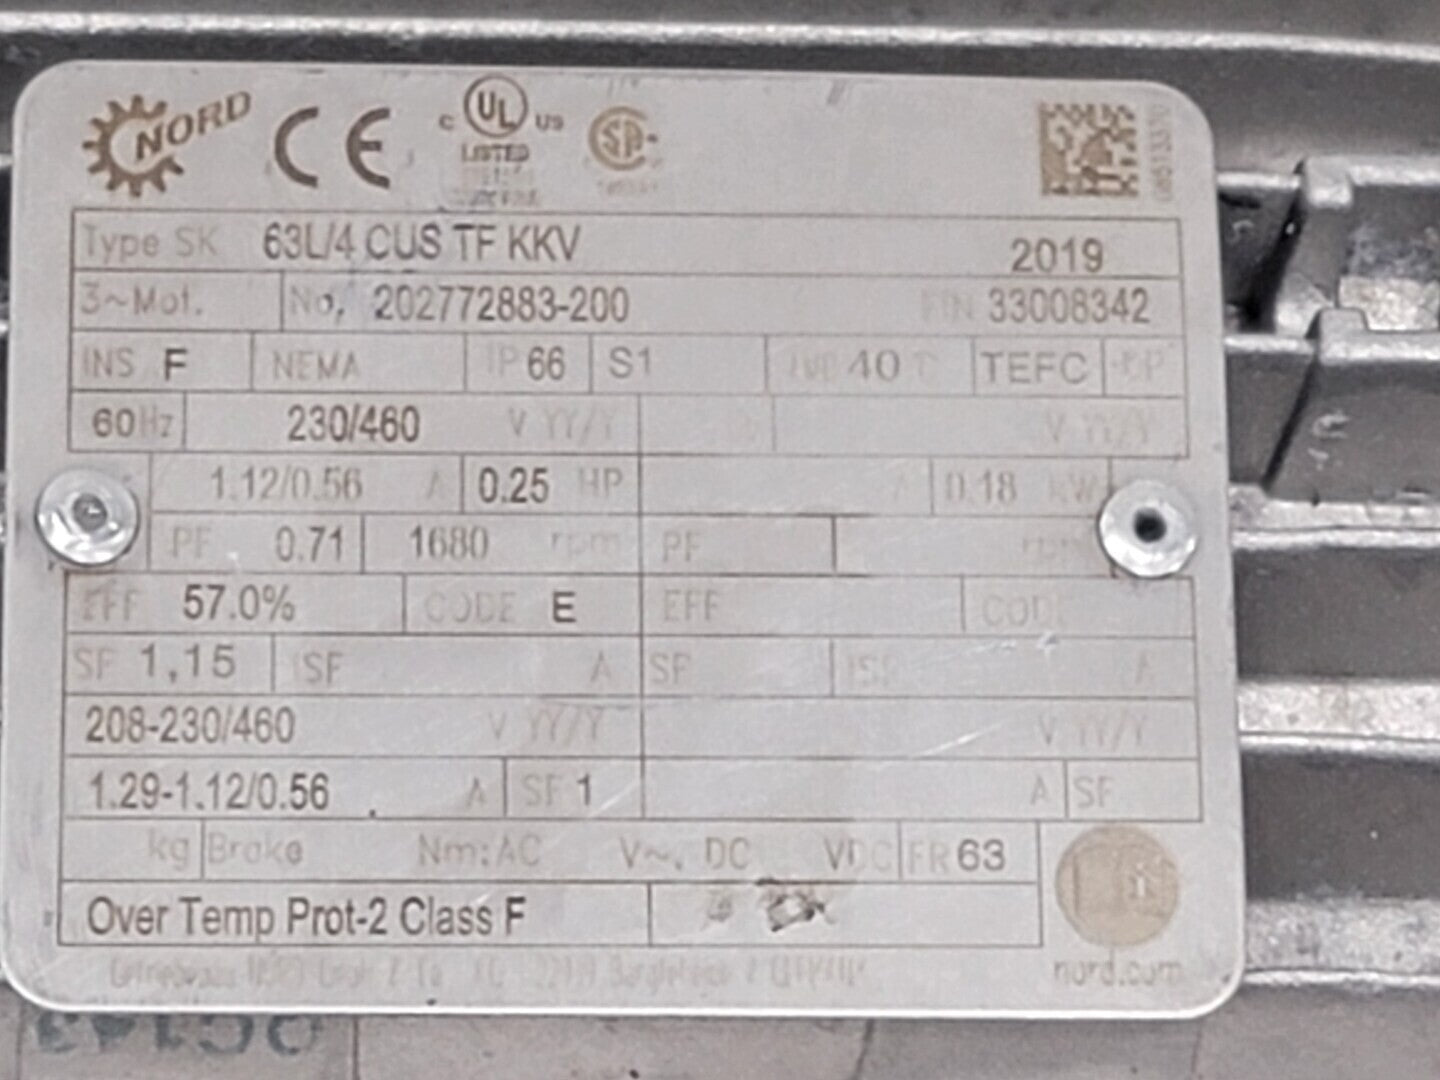 NORD CE C UL US SA
LISTED
Type SK 63L/4 CUS TF KKV 2019
3~Mot. No. 202772883-200 33008342
INS F NEMA IP 66 S1 40 TEFC
60 Hz 230/460 V YY/Y V YY/Y
1.12/0.56 A 0.25 HP A 0.18 kW
PF 0.71 1680 rpm PF rpm
EFF 57.0% CODE E EFF CODE
SF 1,15 ISF A SF ISF A
208-230/460 V YY/Y V YY/Y
1.29-1.12/0.56 A SF 1 A SF
kg Brake Nm: AC V~, DC VDC FR 63
Over Temp Prot-2 Class F
nord.com